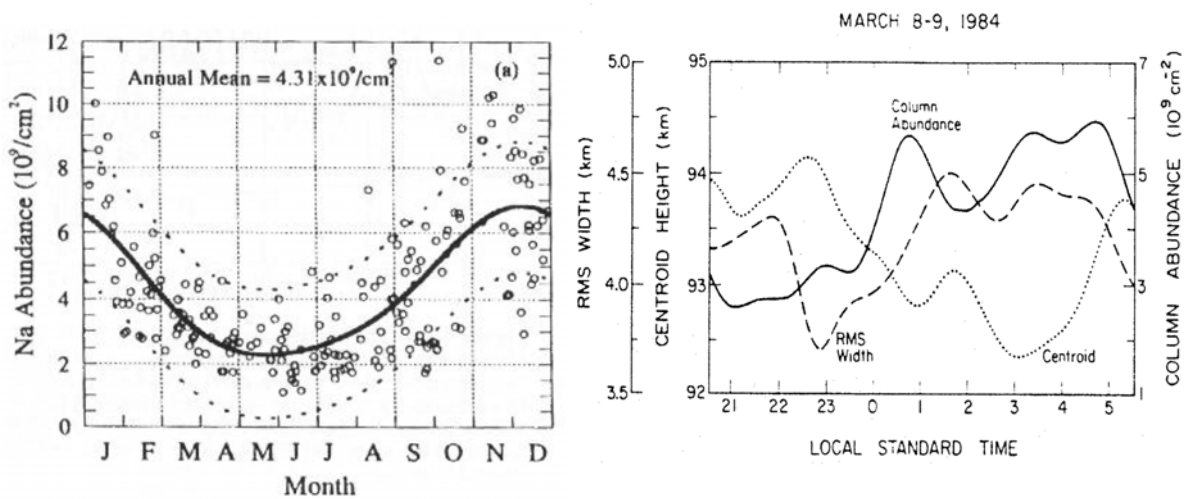 12
10
8
6
4
2
0
Na Abundance (10⁹/cm²)
Annual Mean = 4.31x10⁹/cm²
(a)
J F M A M J J A S O N D
Month
MARCH 8-9, 1984
5.0
4.5
4.0
3.5
RMS WIDTH (km)
95
94
93
92
CENTROID HEIGHT (km)
Column
Abundance
RMS
Width
Centroid
7
5
3
1
COLUMN ABUNDANCE (10⁹ cm⁻²)
21 22 23 0 1 2 3 4 5
LOCAL STANDARD TIME